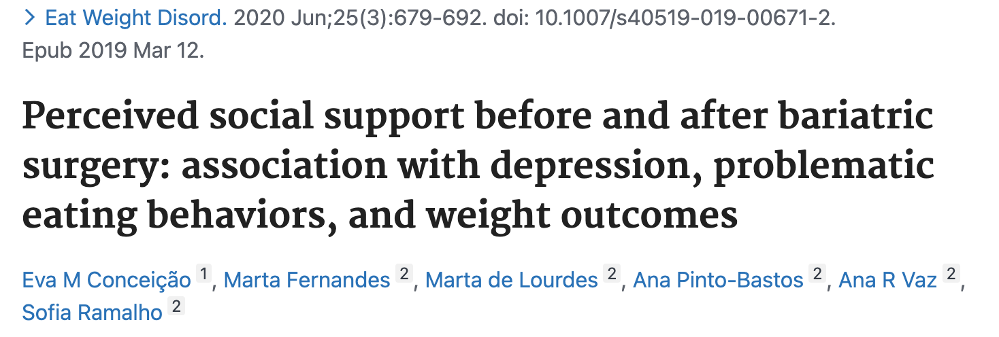 > Eat Weight Disord. 2020 Jun;25(3):679-692. doi: 10.1007/s40519-019-00671-2.
Epub 2019 Mar 12.
Perceived social support before and after bariatric
surgery: association with depression, problematic
eating behaviors, and weight outcomes
Eva M Conceição 1, Marta Fernandes 2, Marta de Lourdes 2, Ana Pinto-Bastos 2, Ana R Vaz 2,
Sofia Ramalho 2